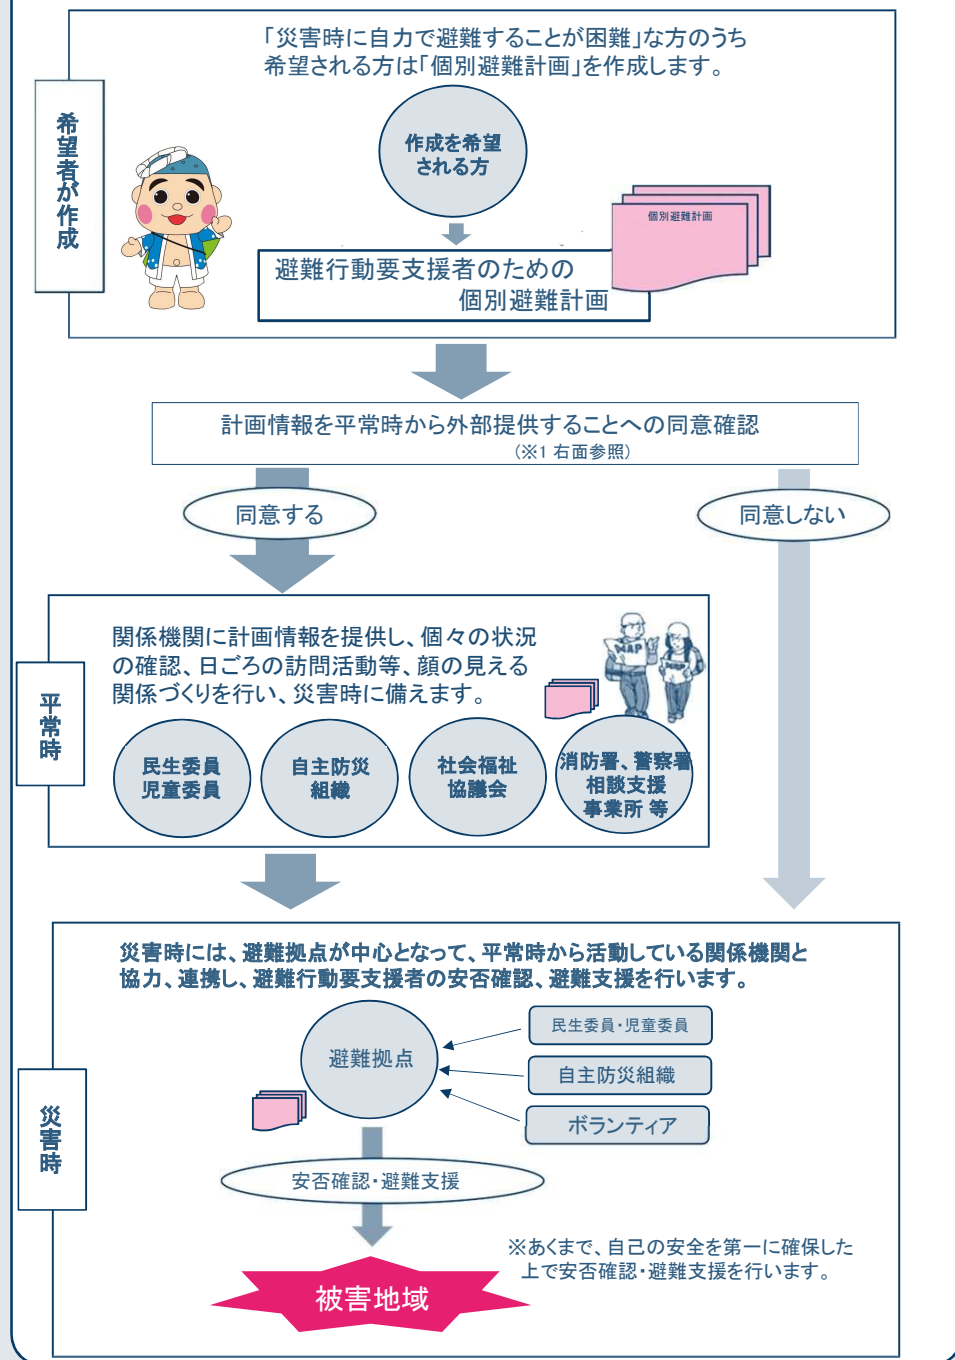 「災害時に自力で避難することが困難」な方のうち
希望される方は「個別避難計画」を作成します。
希望者が作成
作成を希望
される方
個別避難計画
避難行動要支援者のための
個別避難計画
計画情報を平常時から外部提供することへの同意確認
(※1 右面参照)
同意する
同意しない
平常時
関係機関に計画情報を提供し、個々の状況
の確認、日ごろの訪問活動等、顔の見える
関係づくりを行い、災害時に備えます。
MAP
MAP
民生委員
児童委員
自主防災
組織
社会福祉
協議会
消防署、警察署
相談支援
事業所 等
災害時には、避難拠点が中心となって、平常時から活動している関係機関と
協力、連携し、避難行動要支援者の安否確認、避難支援を行います。
災害時
避難拠点
民生委員・児童委員
自主防災組織
ボランティア
安否確認・避難支援
※あくまで、自己の安全を第一に確保した
上で安否確認・避難支援を行います。
被害地域